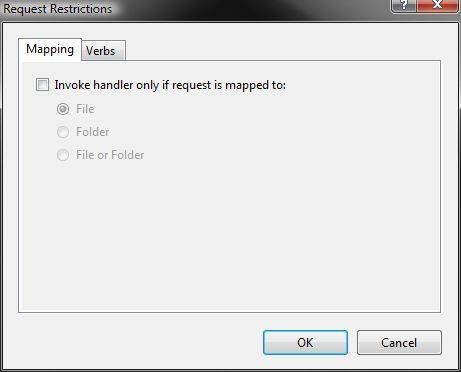 Request Restrictions
Mapping Verbs
Invoke handler only if request is mapped to:
File
Folder
File or Folder
OK Cancel